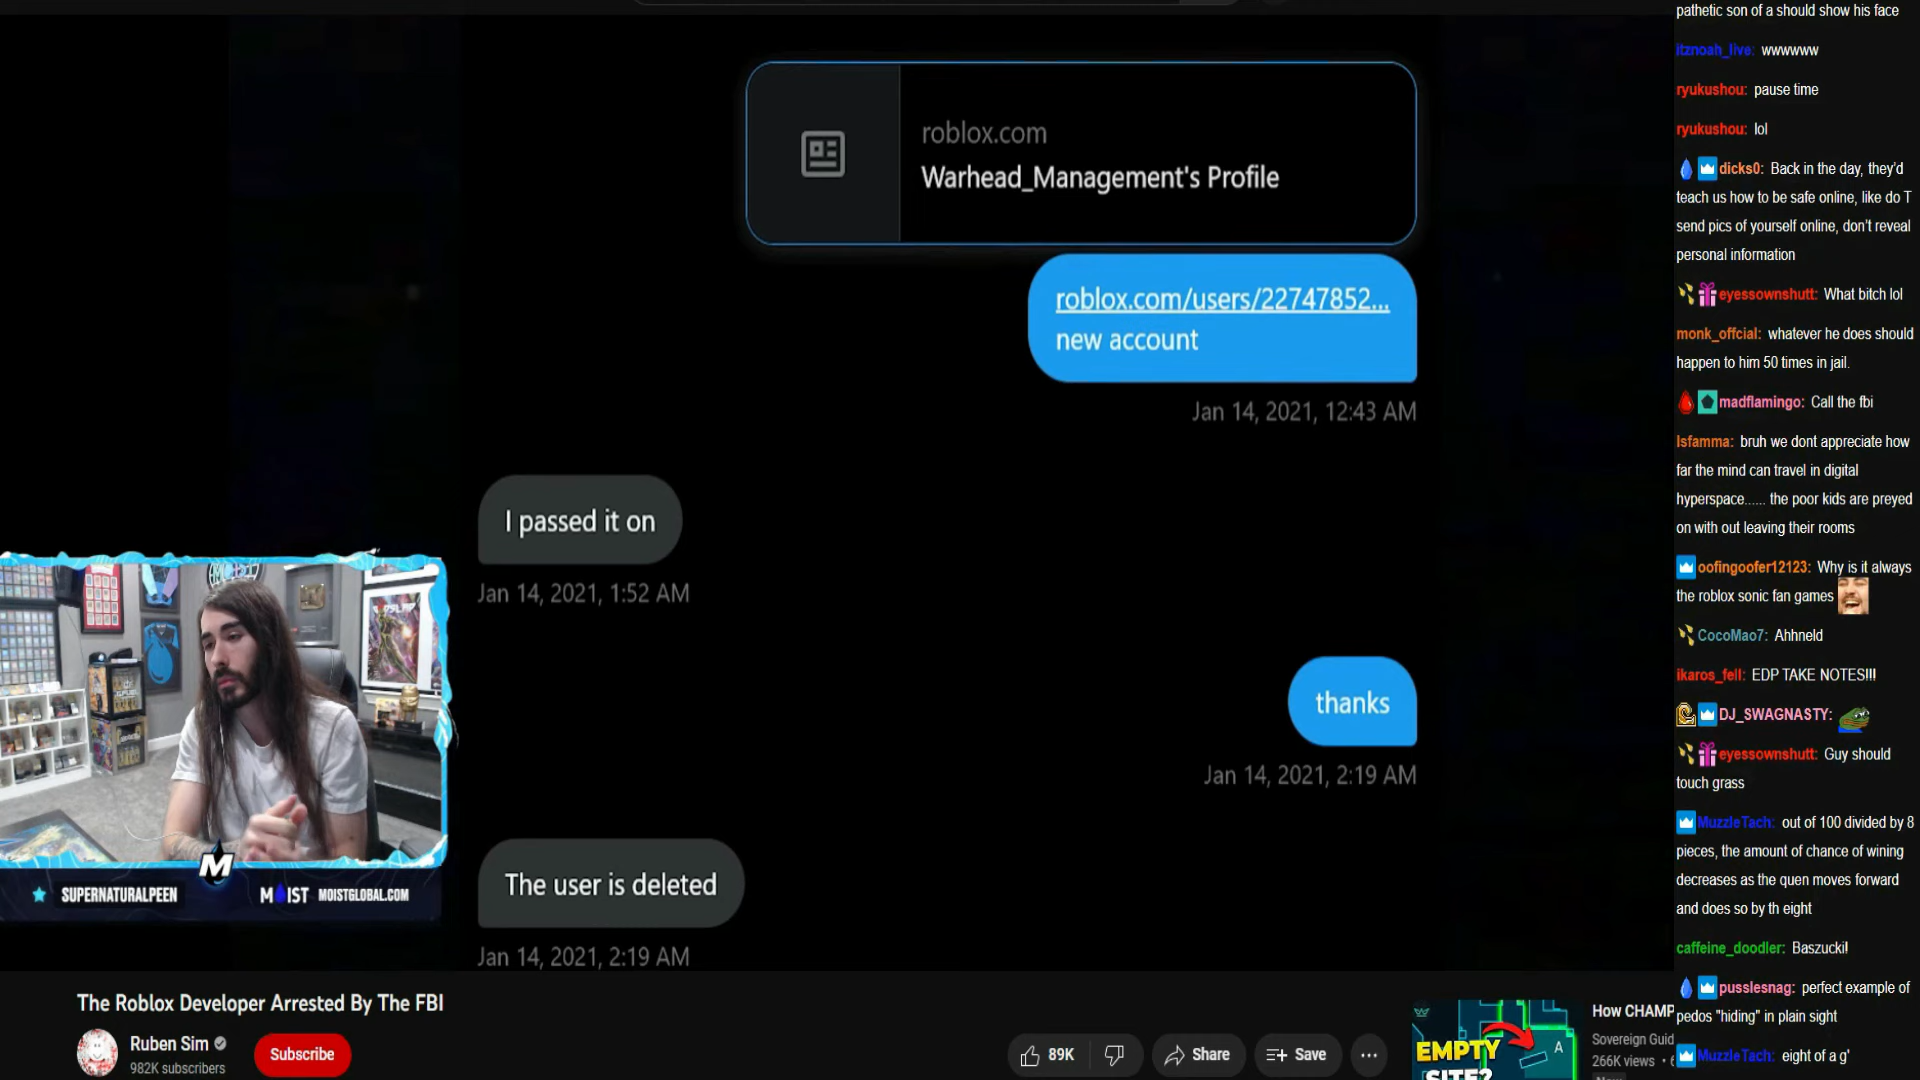 roblox.com
Warhead_Management's Profile
roblox.com/users/22747852...
new account
Jan 14, 2021, 12:43 AM
I passed it on
Jan 14, 2021, 1:52 AM
thanks
Jan 14, 2021, 2:19 AM
The user is deleted
Jan 14, 2021, 2:19 AM
M
SUPERNATURALPEEN
MOIST
MOISTGLOBAL.COM
The Roblox Developer Arrested By The FBI
Ruben Sim
982K subscribers
Subscribe
89K
Share
Save
...
EMPTY
SITE?
A
How CHAMP
Sovereign Guid
266K views
pathetic son of a should show his face
itznoah_live: wwwwww
ryukushou: pause time
ryukushou: lol
dicks0: Back in the day, they'd
teach us how to be safe online, like do T
send pics of yourself online, don't reveal
personal information
eyessownshutt: What bitch lol
monk_offcial: whatever he does should
happen to him 50 times in jail.
madflamingo: Call the fbi
lsfamma: bruh we dont appreciate how
far the mind can travel in digital
hyperspace...... the poor kids are preyed
on with out leaving their rooms
oofingoofer12123: Why is it always
the roblox sonic fan games
CocoMao7: Ahhneld
ikaros_fell: EDP TAKE NOTES!!!
DJ_SWAGNASTY:
eyessownshutt: Guy should
touch grass
MuzzleTach: out of 100 divided by 8
pieces, the amount of chance of wining
decreases as the quen moves forward
and does so by th eight
caffeine_doodler: Baszucki!
pusslesnag: perfect example of
pedos "hiding" in plain sight
MuzzleTach: eight of a g'